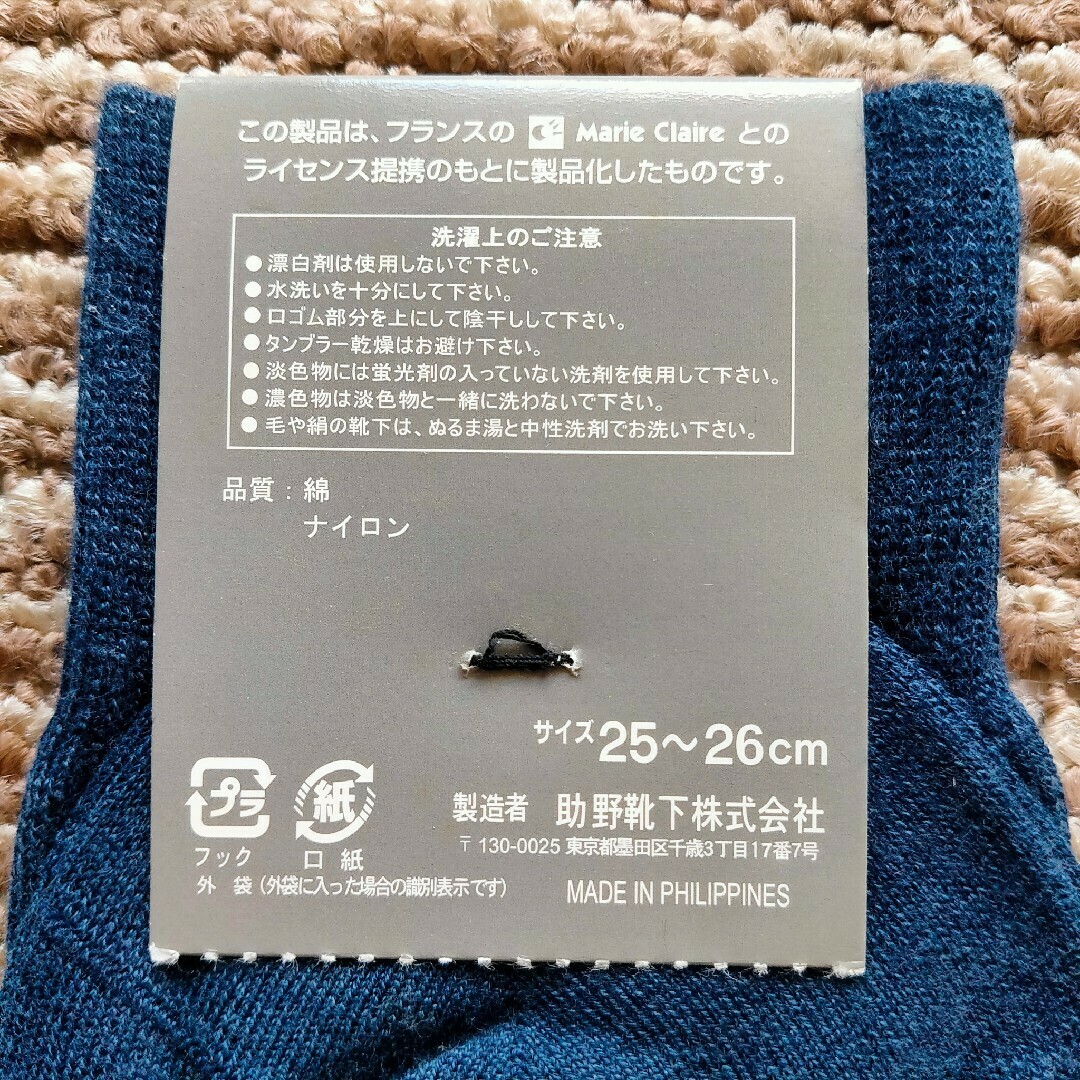 この製品は、フランスの Marie Claire との
ライセンス提携のもとに製品化したものです。
洗濯上のご注意
●漂白剤は使用しないで下さい。
●水洗いを十分にして下さい。
●口ゴム部分を上にして陰干しして下さい。
●タンブラー乾燥はお避け下さい。
●淡色物には蛍光剤の入っていない洗剤を使用して下さい。
●濃色物は淡色物と一緒に洗わないで下さい。
●毛や絹の靴下は、ぬるま湯と中性洗剤でお洗い下さい。
品質:綿
ナイロン
サイズ 25〜26cm
プラ 紙
フック 口紙
外 袋(外袋に入った場合の識別表示です)
製造者 助野靴下株式会社
〒130-0025 東京都墨田区千歳3丁目17番7号
MADE IN PHILIPPINES